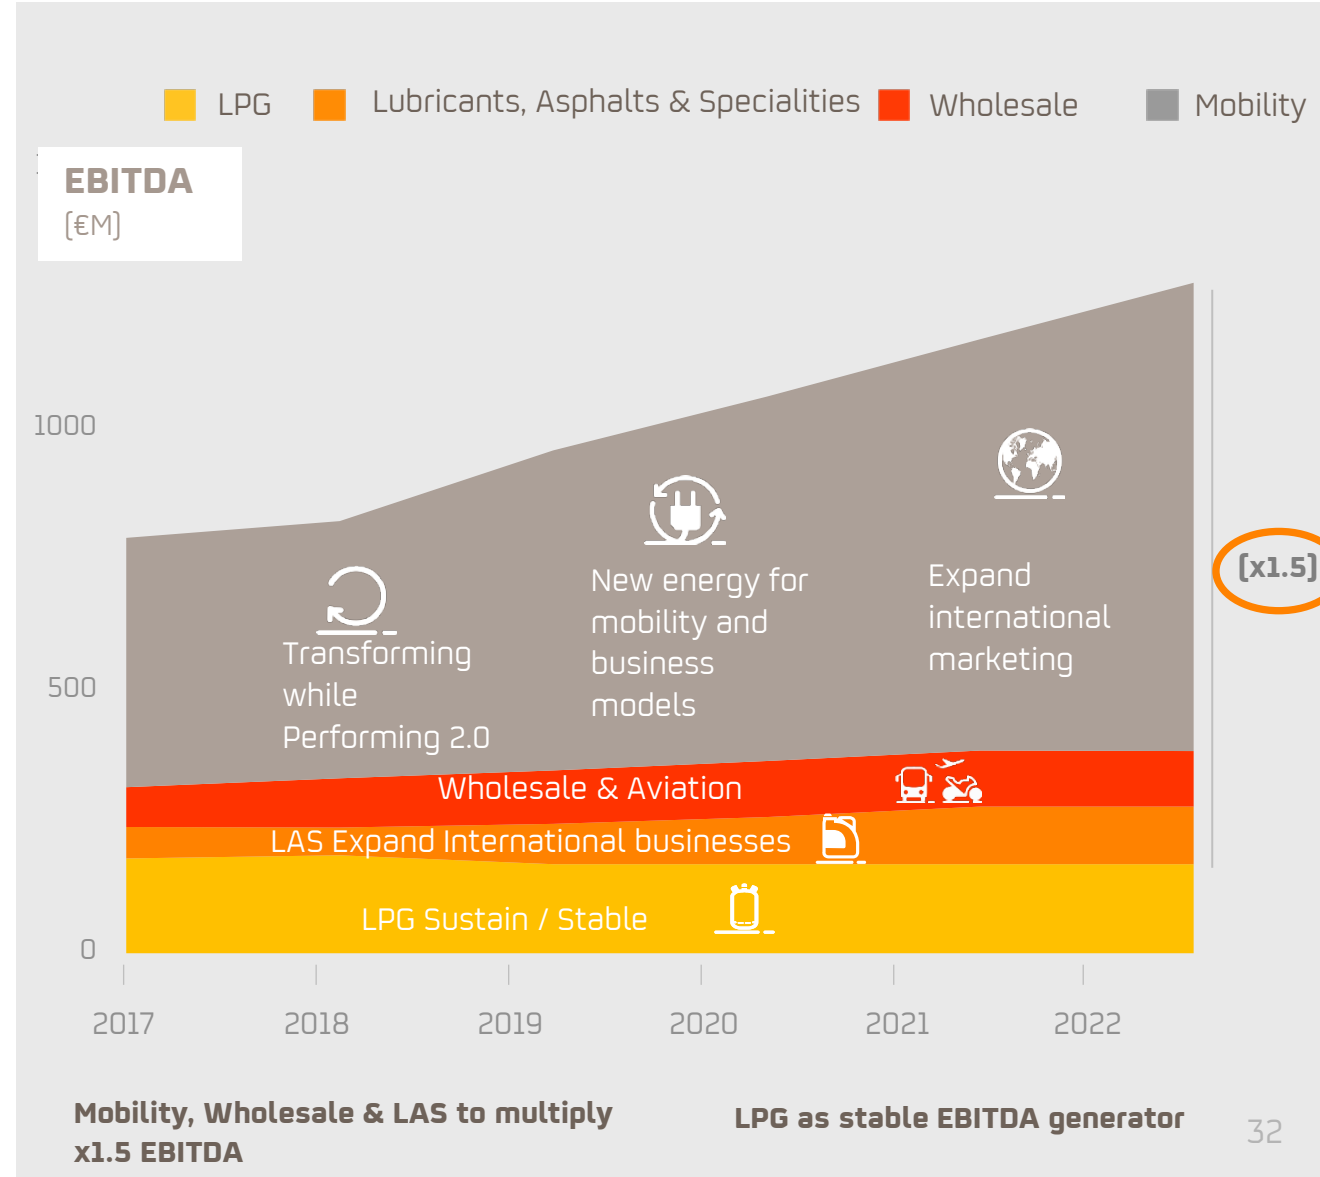 LPG
Lubricants, Asphalts & Specialities
Wholesale
Mobility
EBITDA
(€M)
1000
500
0
Transforming
while
Performing 2.0
New energy for
mobility and
business
models
Expand
international
marketing
(x1.5)
Wholesale & Aviation
LAS Expand International businesses
LPG Sustain / Stable
2017
2018
2019
2020
2021
2022
Mobility, Wholesale & LAS to multiply
x1.5 EBITDA
LPG as stable EBITDA generator
32